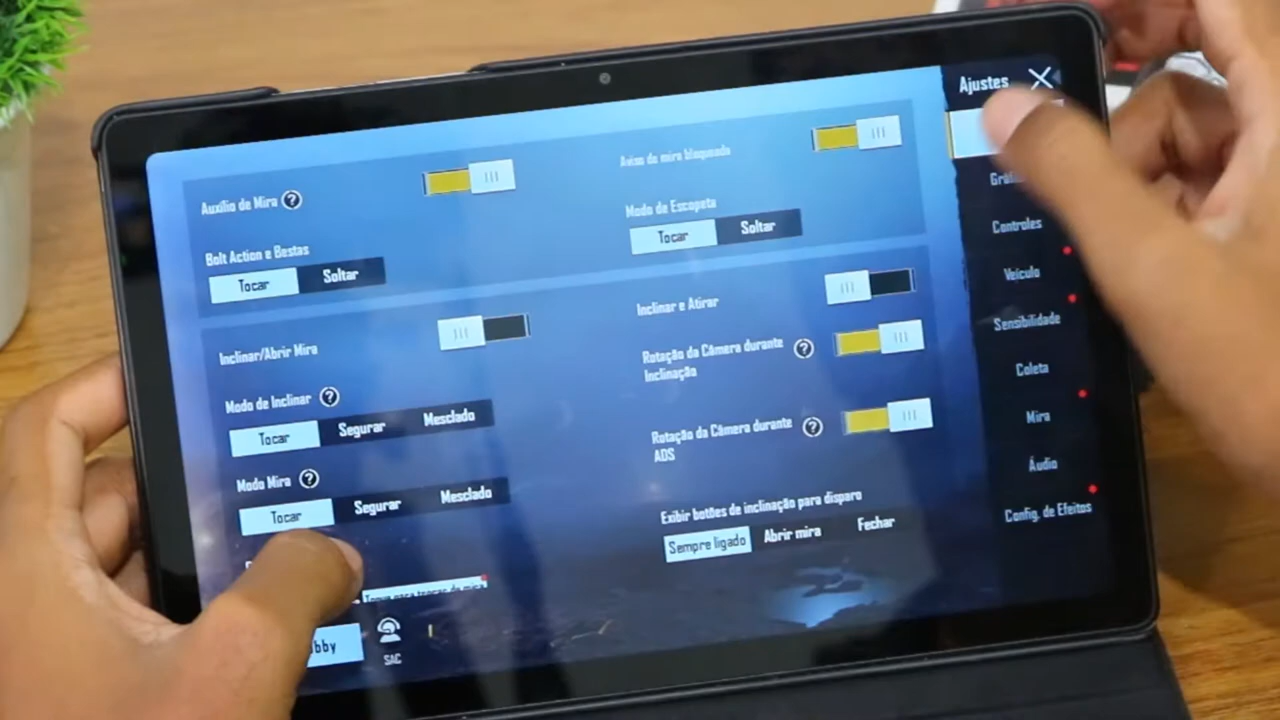 Ajustes
Auxílio de Mira ?
Aviso de mira bloqueada
Bolt Action e Bestas
Tocar Soltar
Modo de Escopeta
Tocar Soltar
Inclinar/Abrir Mira
Modo de Inclinar ?
Tocar Segurar Mesclado
Modo Mira ?
Tocar Segurar Mesclado
Inclinar e Atirar
Rotação da Câmera durante ?
Inclinação
Rotação da Câmera durante ?
ADS
Exibir botões de inclinação para disparo
Sempre ligado Abrir mira Fechar
SAC
Controles
Veículo
Sensibilidade
Coleta
Mira
Áudio
Config. de Efeitos